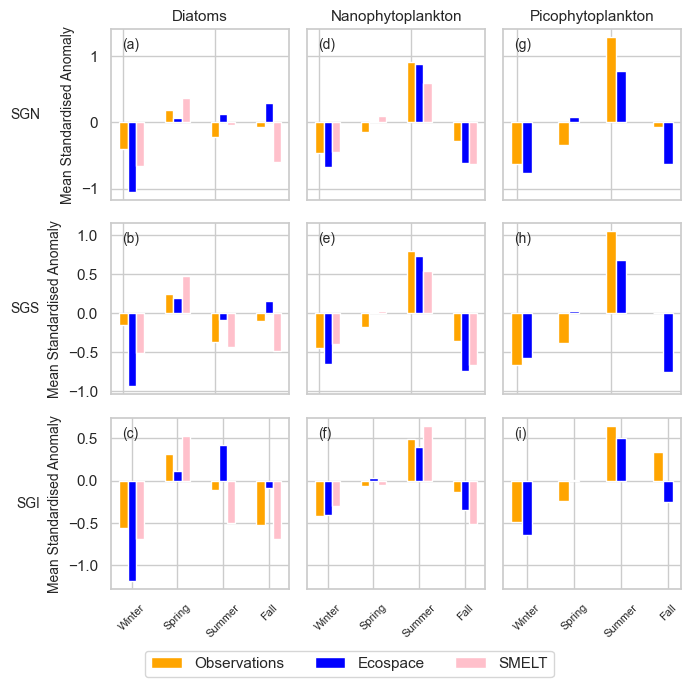 Diatoms Nanophytoplankton Picophytoplankton
SGN
Mean Standardised Anomaly
1
0
−1
(a)
(d)
(g)
SGS
Mean Standardised Anomaly
1.0
0.5
0.0
−0.5
−1.0
(b)
(e)
(h)
SGI
Mean Standardised Anomaly
0.5
0.0
−0.5
−1.0
(c)
(f)
(i)
Winter Spring Summer Fall
Winter Spring Summer Fall
Winter Spring Summer Fall
Observations Ecospace SMELT